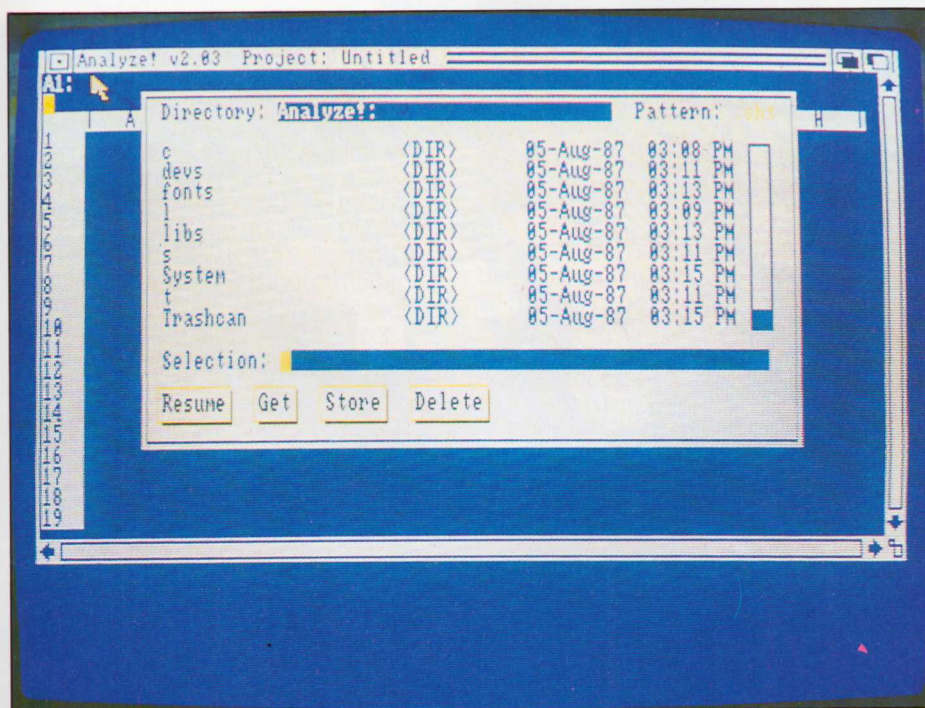 Analyze! v2.03 Project: Untitled
A1:
Directory: Analyze!: Pattern:
A H
c <DIR> 05-Aug-87 03:08 PM
devs <DIR> 05-Aug-87 03:11 PM
fonts <DIR> 05-Aug-87 03:13 PM
l <DIR> 05-Aug-87 03:09 PM
libs <DIR> 05-Aug-87 03:13 PM
s <DIR> 05-Aug-87 03:11 PM
System <DIR> 05-Aug-87 03:15 PM
t <DIR> 05-Aug-87 03:11 PM
Trashcan <DIR> 05-Aug-87 03:15 PM
Selection:
Resume Get Store Delete
1
2
3
4
5
6
7
8
9
10
11
12
13
14
15
16
17
18
19